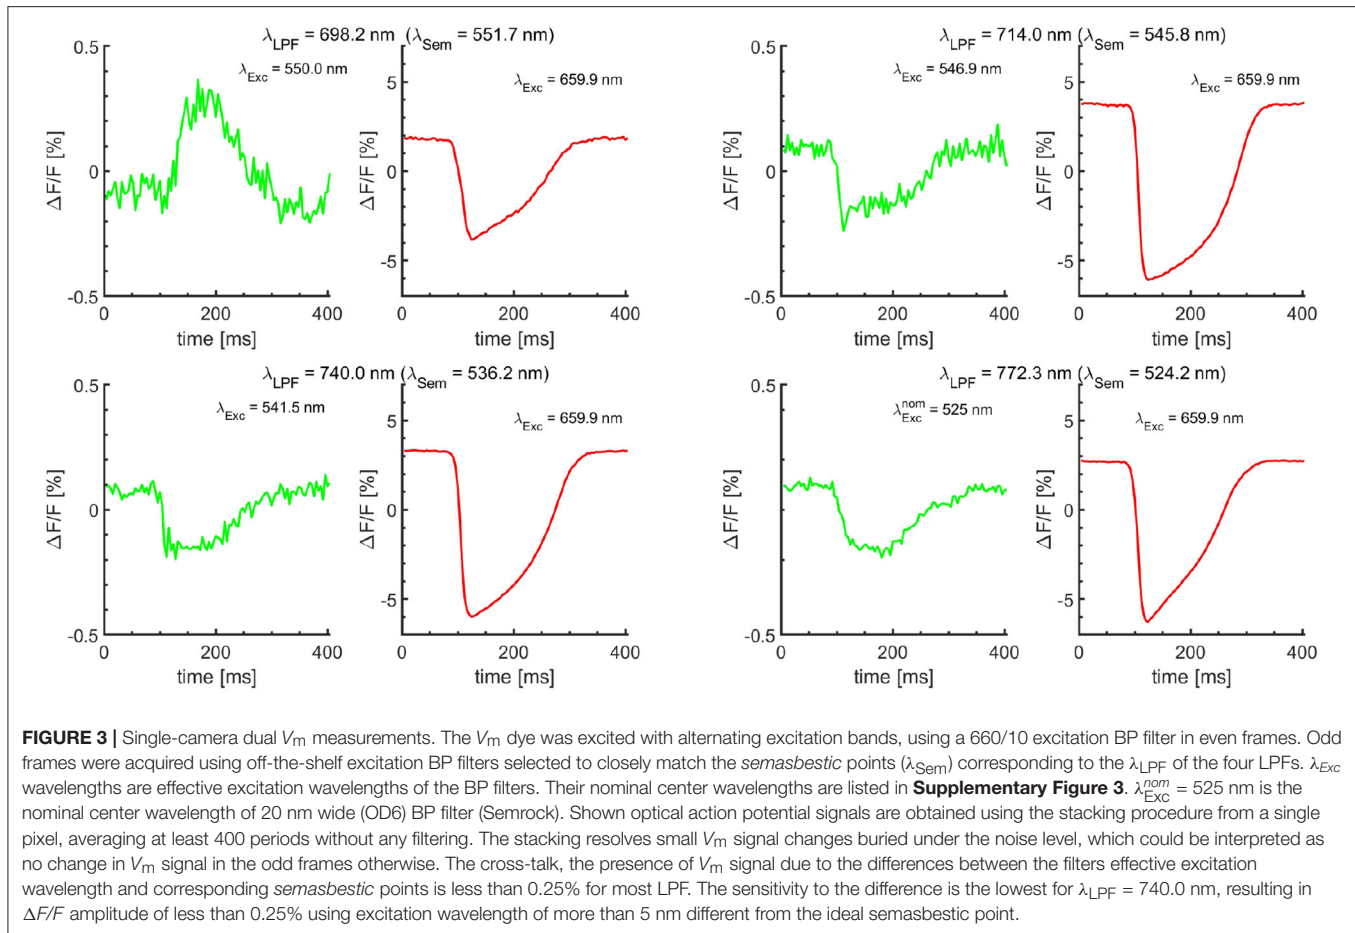 λLPF = 698.2 nm (λSem = 551.7 nm)
λExc = 550.0 nm
ΔF/F [%]
0.5
0
-0.5
0 200 400
time [ms]
λExc = 659.9 nm
ΔF/F [%]
5
0
-5
0 200 400
time [ms]
λLPF = 714.0 nm (λSem = 545.8 nm)
λExc = 546.9 nm
ΔF/F [%]
0.5
0
-0.5
0 200 400
time [ms]
λExc = 659.9 nm
ΔF/F [%]
5
0
-5
0 200 400
time [ms]
λLPF = 740.0 nm (λSem = 536.2 nm)
λExc = 541.5 nm
ΔF/F [%]
0.5
0
-0.5
0 200 400
time [ms]
λExc = 659.9 nm
ΔF/F [%]
5
0
-5
0 200 400
time [ms]
λLPF = 772.3 nm (λSem = 524.2 nm)
λnomExc = 525 nm
ΔF/F [%]
0.5
0
-0.5
0 200 400
time [ms]
λExc = 659.9 nm
ΔF/F [%]
5
0
-5
0 200 400
time [ms]
FIGURE 3 | Single-camera dual Vm measurements. The Vm dye was excited with alternating excitation bands, using a 660/10 excitation BP filter in even frames. Odd
frames were acquired using off-the-shelf excitation BP filters selected to closely match the semasbestic points (λSem) corresponding to the λLPF of the four LPFs. λExc
wavelengths are effective excitation wavelengths of the BP filters. Their nominal center wavelengths are listed in Supplementary Figure 3. λnomExc = 525 nm is the
nominal center wavelength of 20 nm wide (OD6) BP filter (Semrock). Shown optical action potential signals are obtained using the stacking procedure from a single
pixel, averaging at least 400 periods without any filtering. The stacking resolves small Vm signal changes buried under the noise level, which could be interpreted as
no change in Vm signal in the odd frames otherwise. The cross-talk, the presence of Vm signal due to the differences between the filters effective excitation
wavelength and corresponding semasbestic points is less than 0.25% for most LPF. The sensitivity to the difference is the lowest for λLPF = 740.0 nm, resulting in
ΔF/F amplitude of less than 0.25% using excitation wavelength of more than 5 nm different from the ideal semasbestic point.